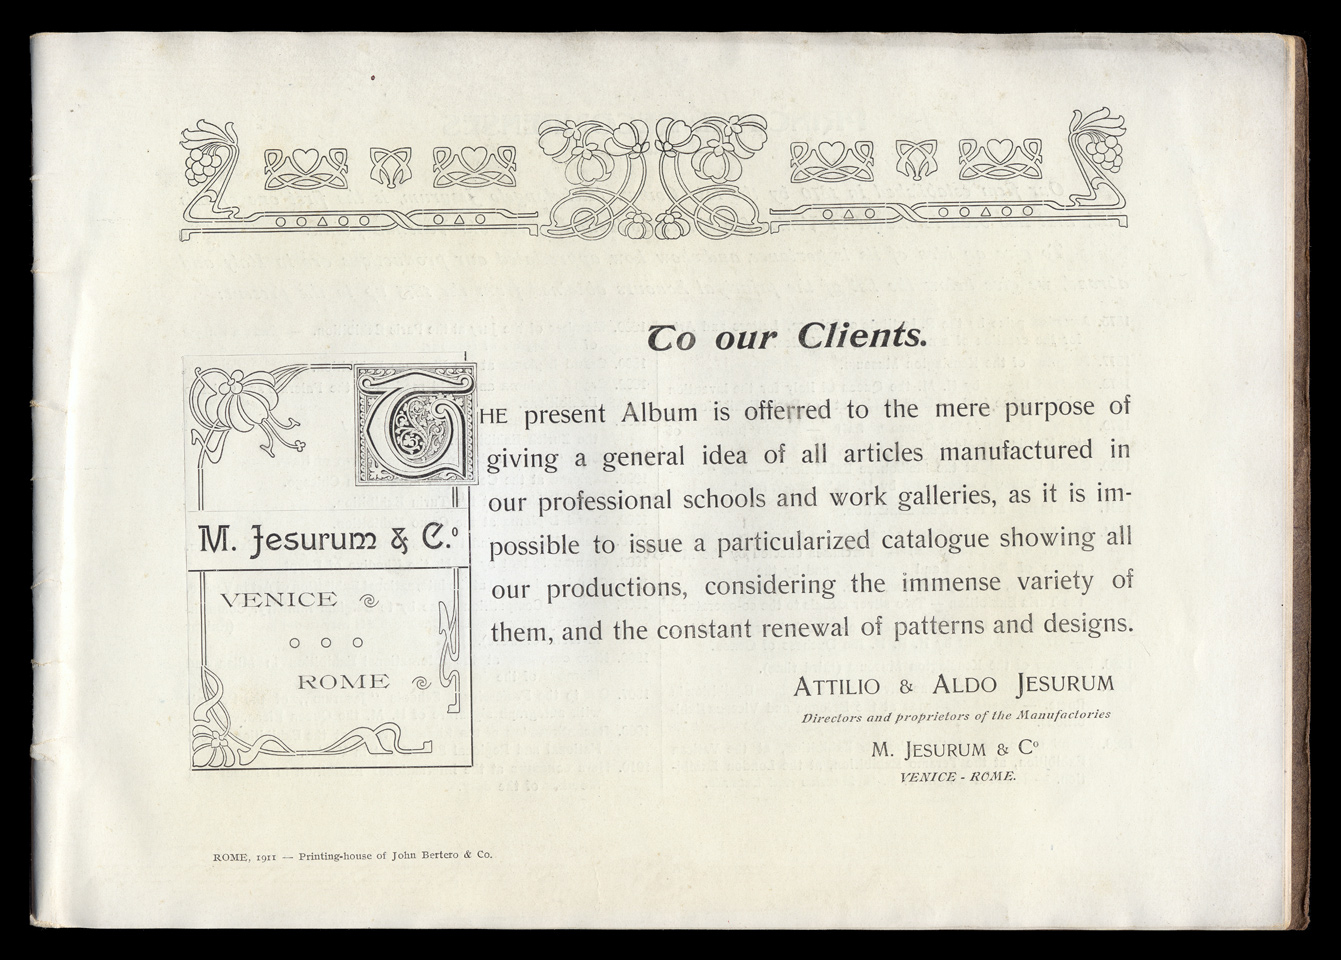 To our Clients.
THE present Album is offerred to the mere purpose of
giving a general idea of all articles manufactured in
our professional schools and work galleries, as it is im-
possible to issue a particularized catalogue showing all
our productions, considering the immense variety of
them, and the constant renewal of patterns and designs.
M. Jesurum & C.º
VENICE
ROME
ATTILIO & ALDO JESURUM
Directors and proprietors of the Manufactories
M. JESURUM & Cº
VENICE - ROME.
ROME, 1911 — Printing-house of John Bertero & Co.